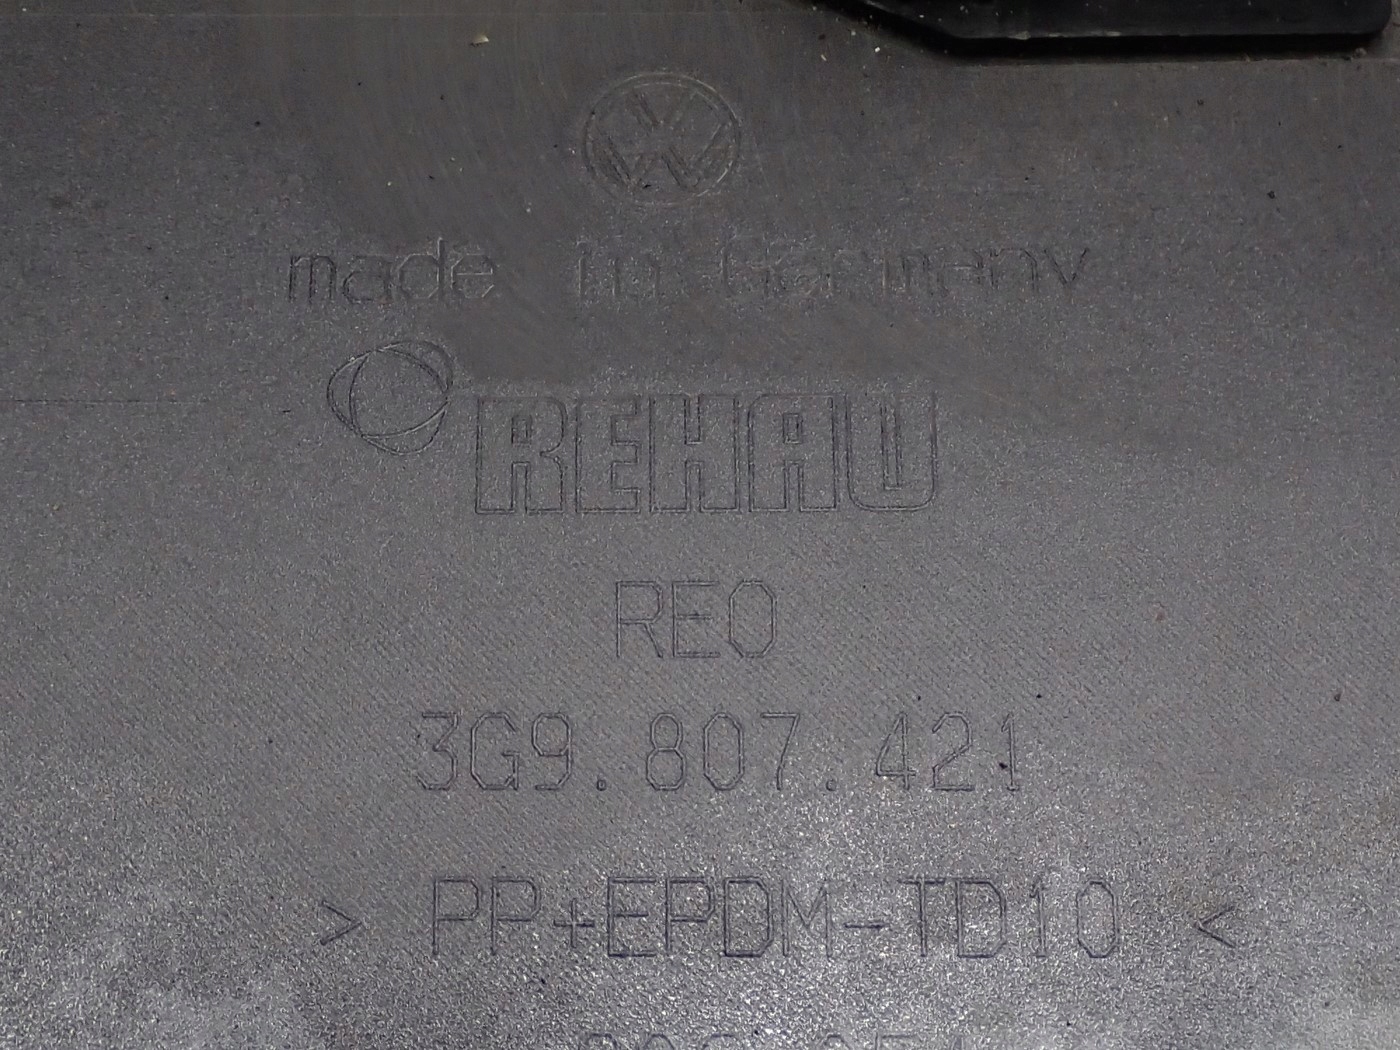 made in Germany
REHAU
REO
3G9.807.421
> PP+EPDM-TD10 <